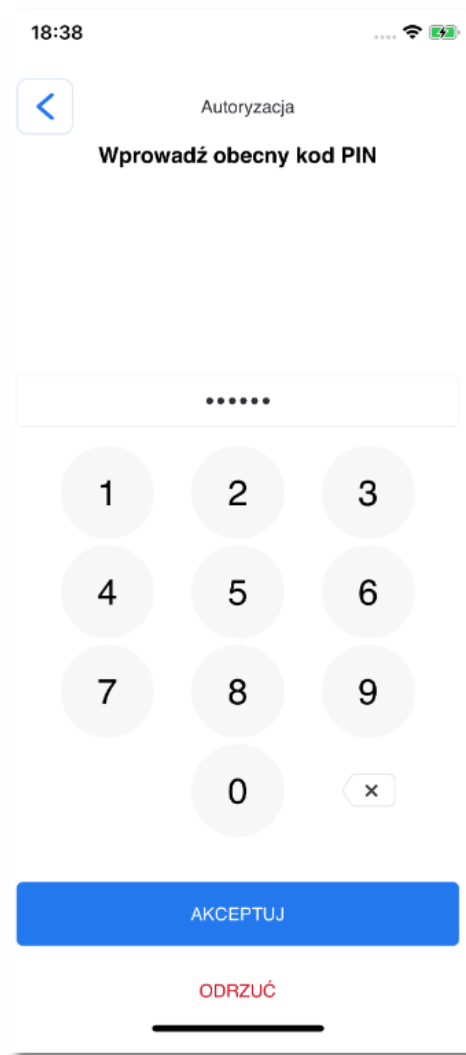 18:38
Autoryzacja
Wprowadź obecny kod PIN
••••••
1 2 3
4 5 6
7 8 9
0
AKCEPTUJ
ODRZUĆ